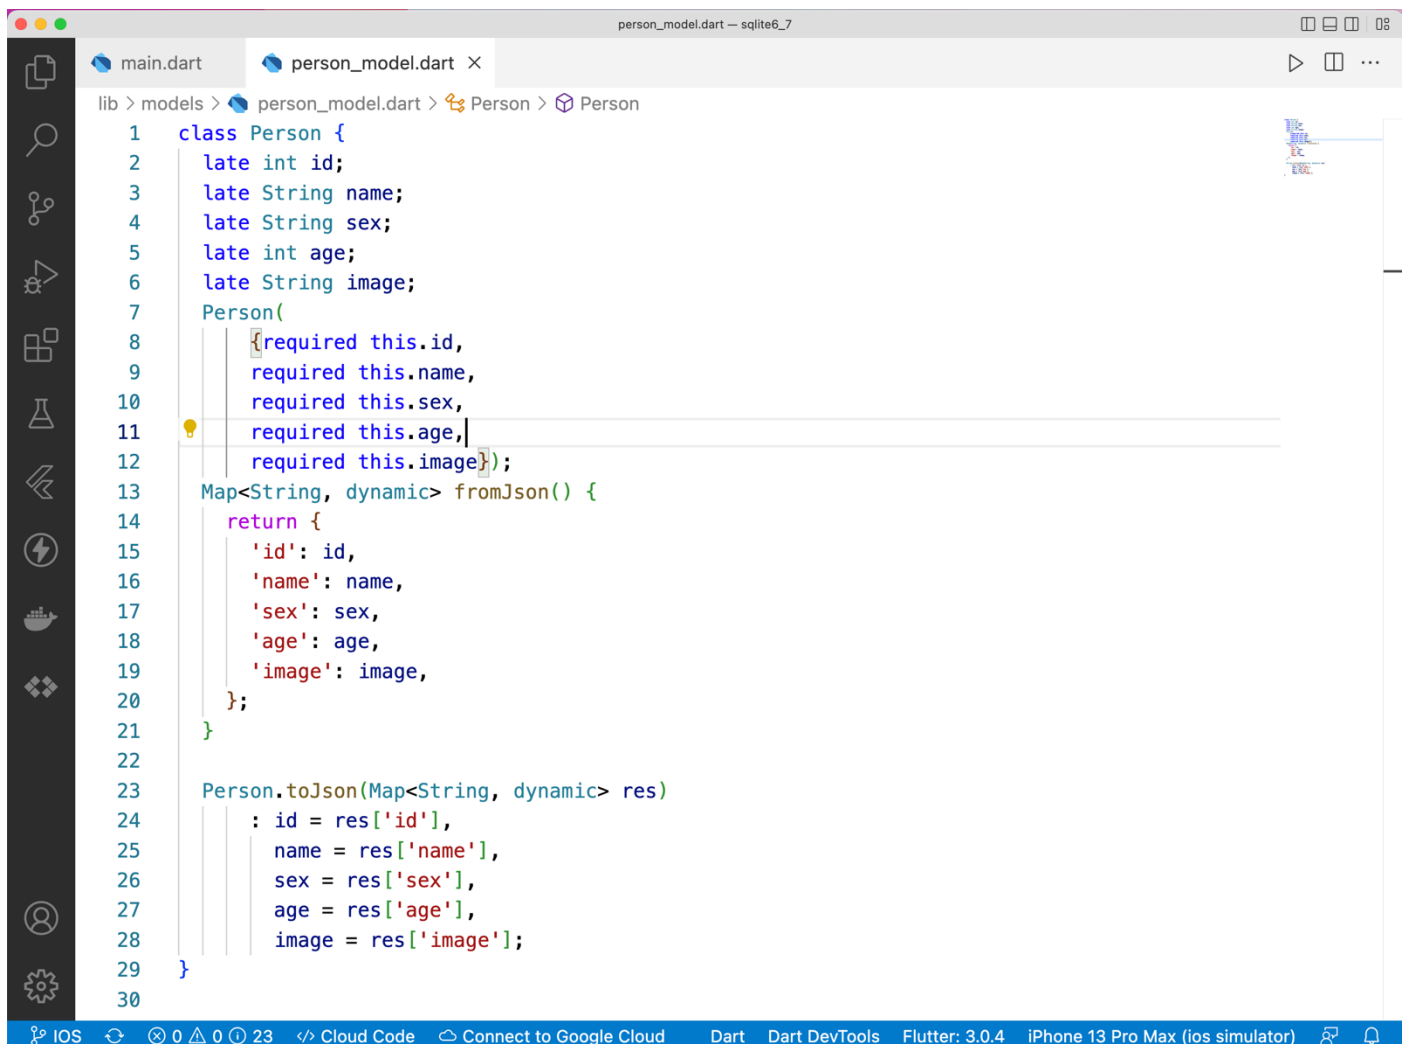 person_model.dart — sqlite6_7
main.dart
person_model.dart
lib > models > person_model.dart > Person > Person
1 class Person {
2 late int id;
3 late String name;
4 late String sex;
5 late int age;
6 late String image;
7 Person(
8 {required this.id,
9 required this.name,
10 required this.sex,
11 required this.age,
12 required this.image});
13 Map<String, dynamic> fromJson() {
14 return {
15 'id': id,
16 'name': name,
17 'sex': sex,
18 'age': age,
19 'image': image,
20 };
21 }
22
23 Person.toJson(Map<String, dynamic> res)
24 : id = res['id'],
25 name = res['name'],
26 sex = res['sex'],
27 age = res['age'],
28 image = res['image'];
29 }
30
IOS 0 0 23 Cloud Code Connect to Google Cloud Dart Dart DevTools Flutter: 3.0.4 iPhone 13 Pro Max (ios simulator)